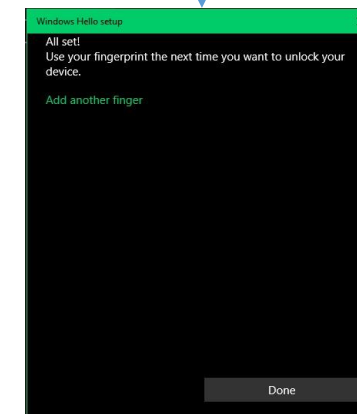 Windows Hello setup
All set!
Use your fingerprint the next time you want to unlock your
device.
Add another finger
Done